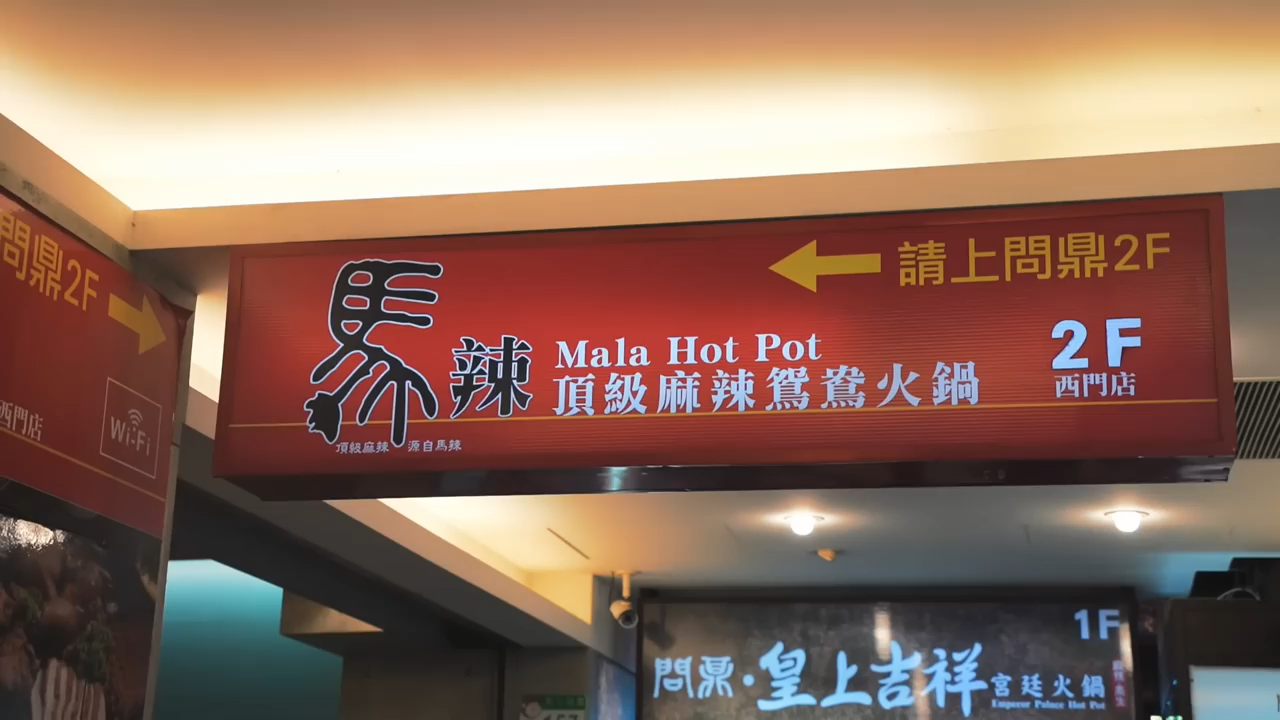 問鼎2F
西門店
Wi-Fi
請上問鼎2F
馬辣
Mala Hot Pot
頂級麻辣鴛鴦火鍋
2F
西門店
頂級麻辣 源自馬辣
1F
問鼎・皇上吉祥
宮廷火鍋
Emperor Palace Hot Pot